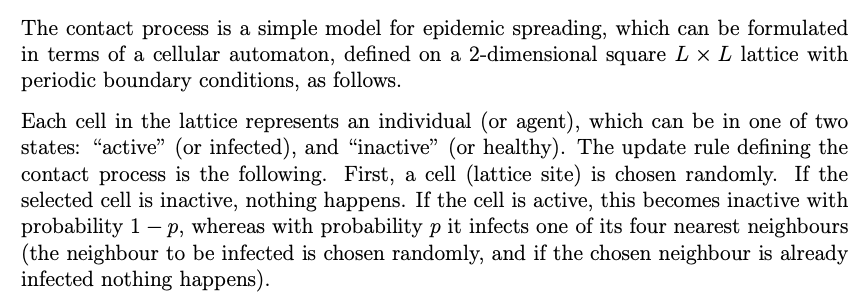 The contact process is a simple model for epidemic spreading, which can be formulated
in terms of a cellular automaton, defined on a 2-dimensional square L × L lattice with
periodic boundary conditions, as follows.
Each cell in the lattice represents an individual (or agent), which can be in one of two
states: “active” (or infected), and “inactive” (or healthy). The update rule defining the
contact process is the following. First, a cell (lattice site) is chosen randomly. If the
selected cell is inactive, nothing happens. If the cell is active, this becomes inactive with
probability 1 − p, whereas with probability p it infects one of its four nearest neighbours
(the neighbour to be infected is chosen randomly, and if the chosen neighbour is already
infected nothing happens).